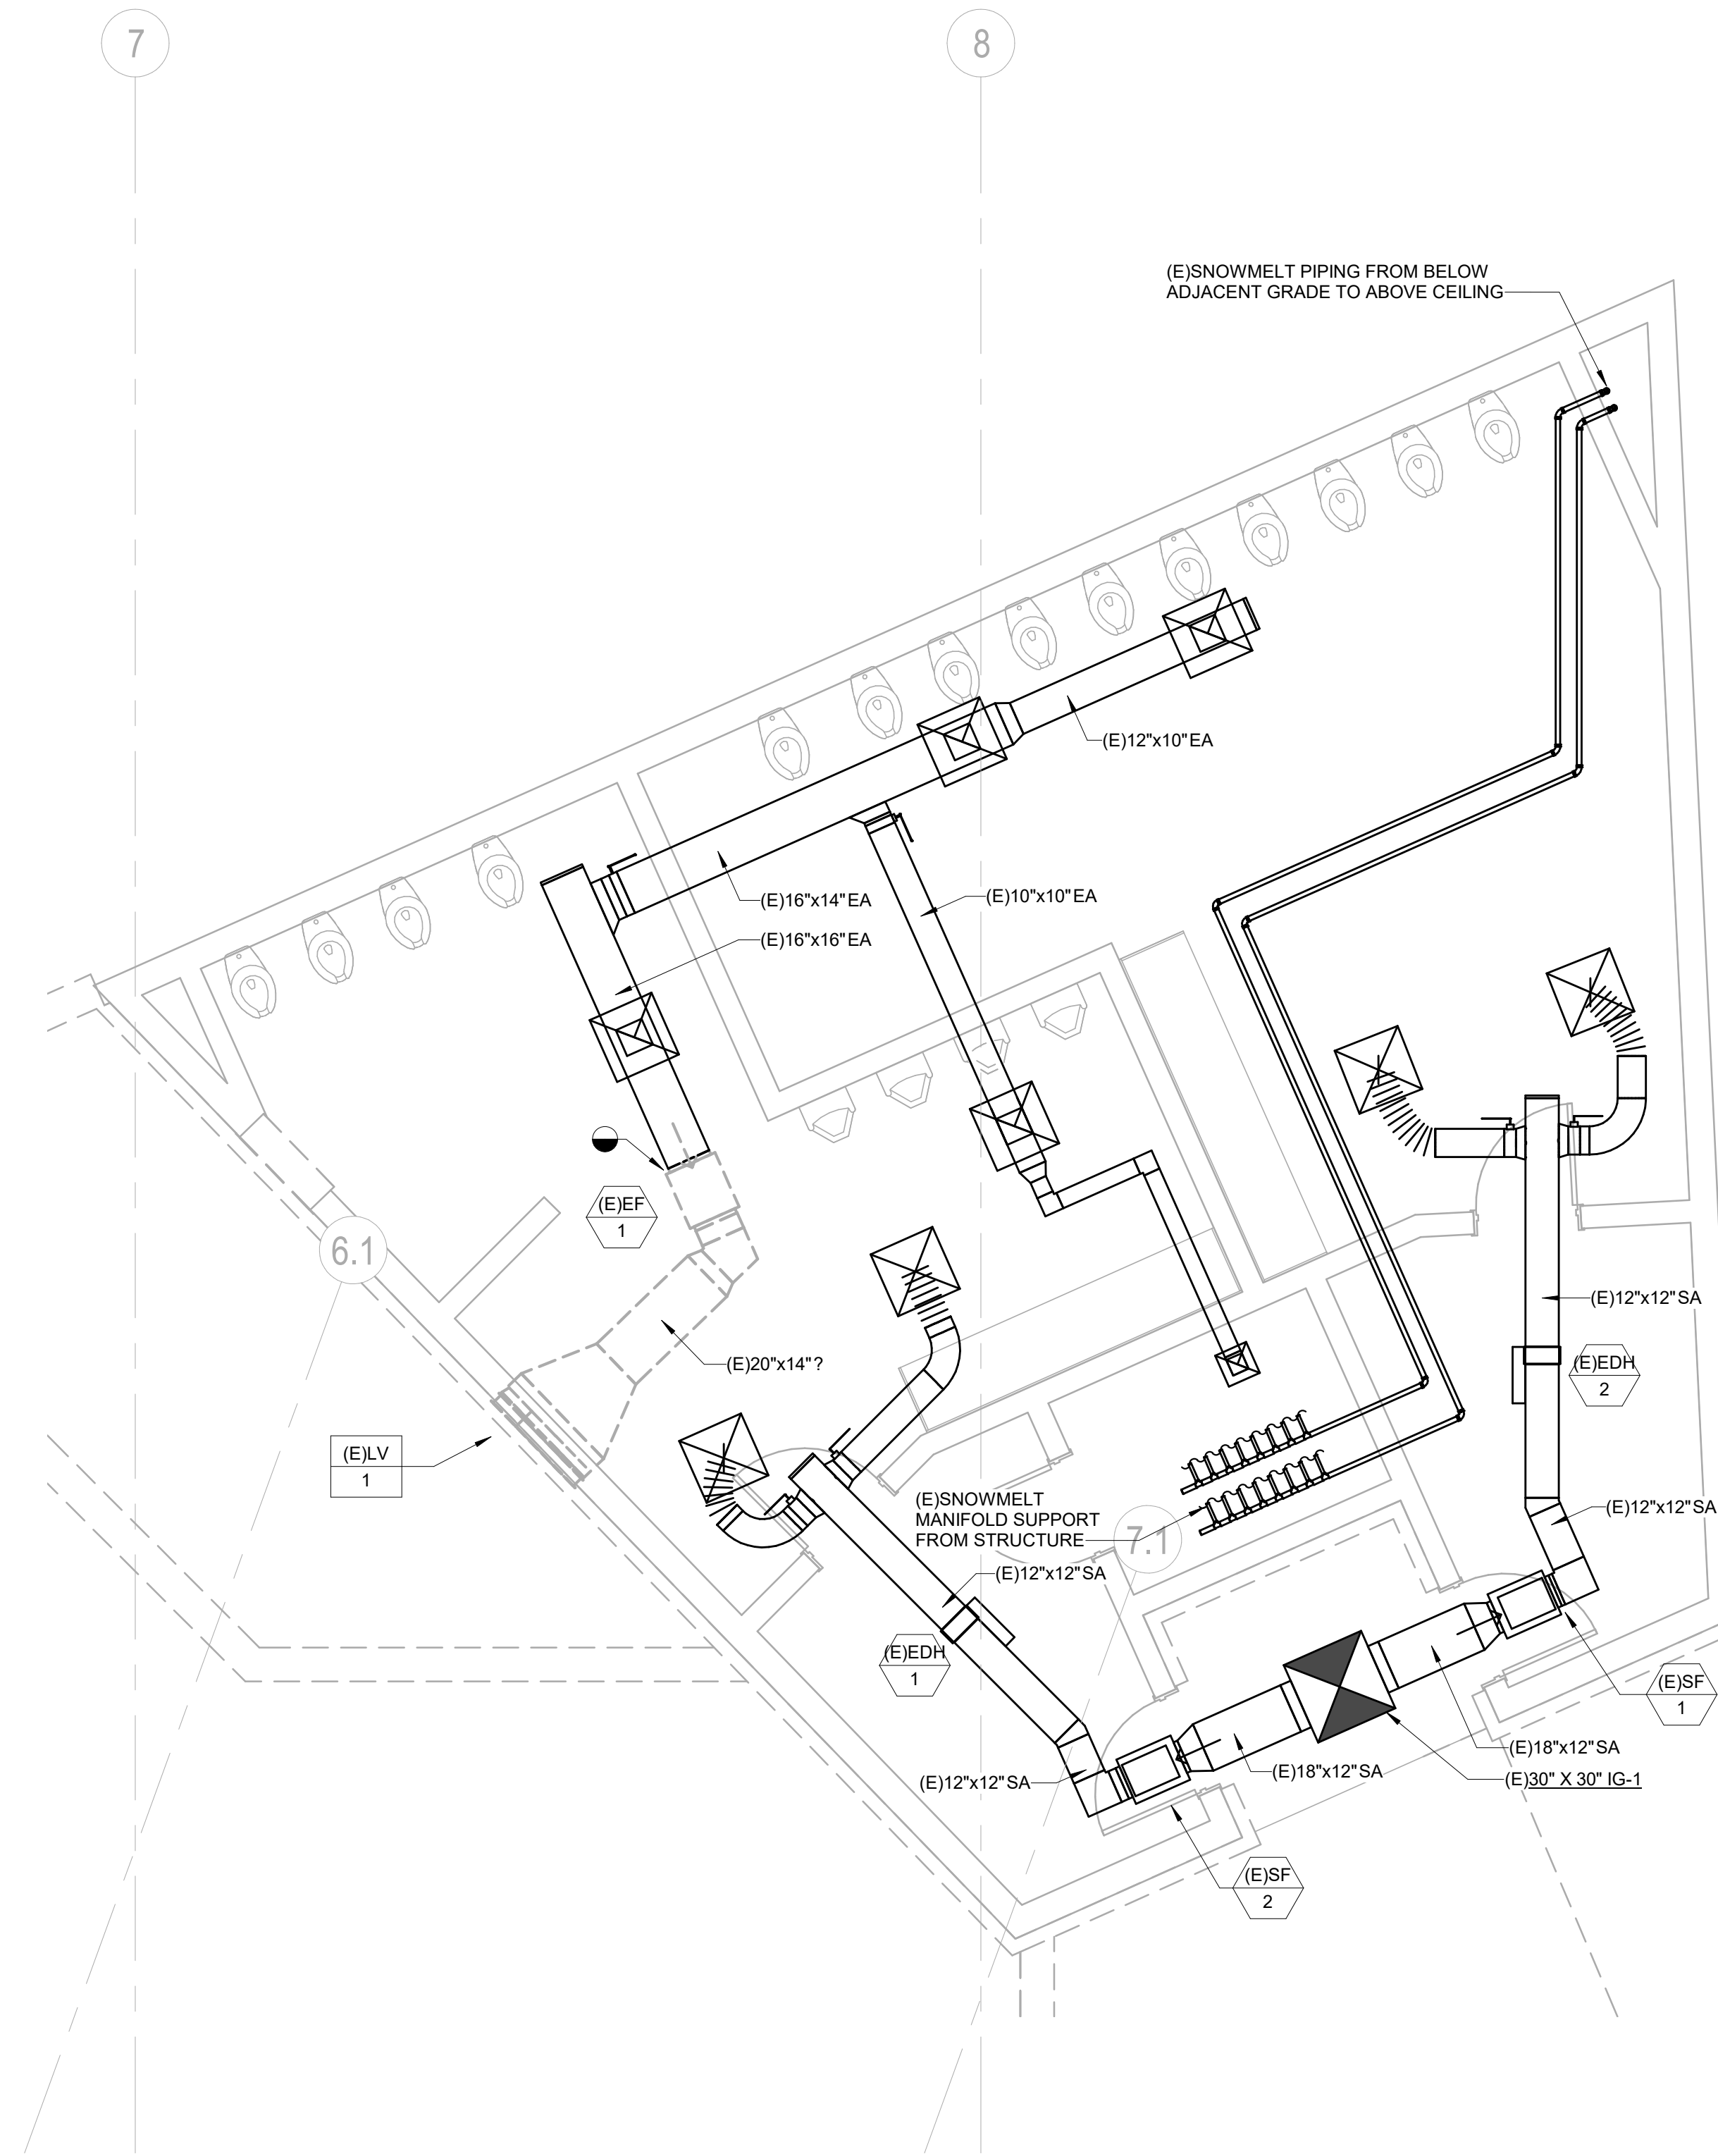 7
8
(E)SNOWMELT PIPING FROM BELOW
ADJACENT GRADE TO ABOVE CEILING
(E)12"x10"EA
(E)16"x14"EA
(E)10"x10"EA
(E)16"x16"EA
(E)EF
1
6.1
(E)12"x12"SA
(E)20"x14"?
(E)EDH
2
(E)LV
1
(E)SNOWMELT
MANIFOLD SUPPORT
FROM STRUCTURE
7.1
(E)12"x12"SA
(E)12"x12"SA
(E)EDH
1
(E)SF
1
(E)18"x12"SA
(E)12"x12"SA
(E)18"x12"SA
(E)30" X 30" IG-1
(E)SF
2